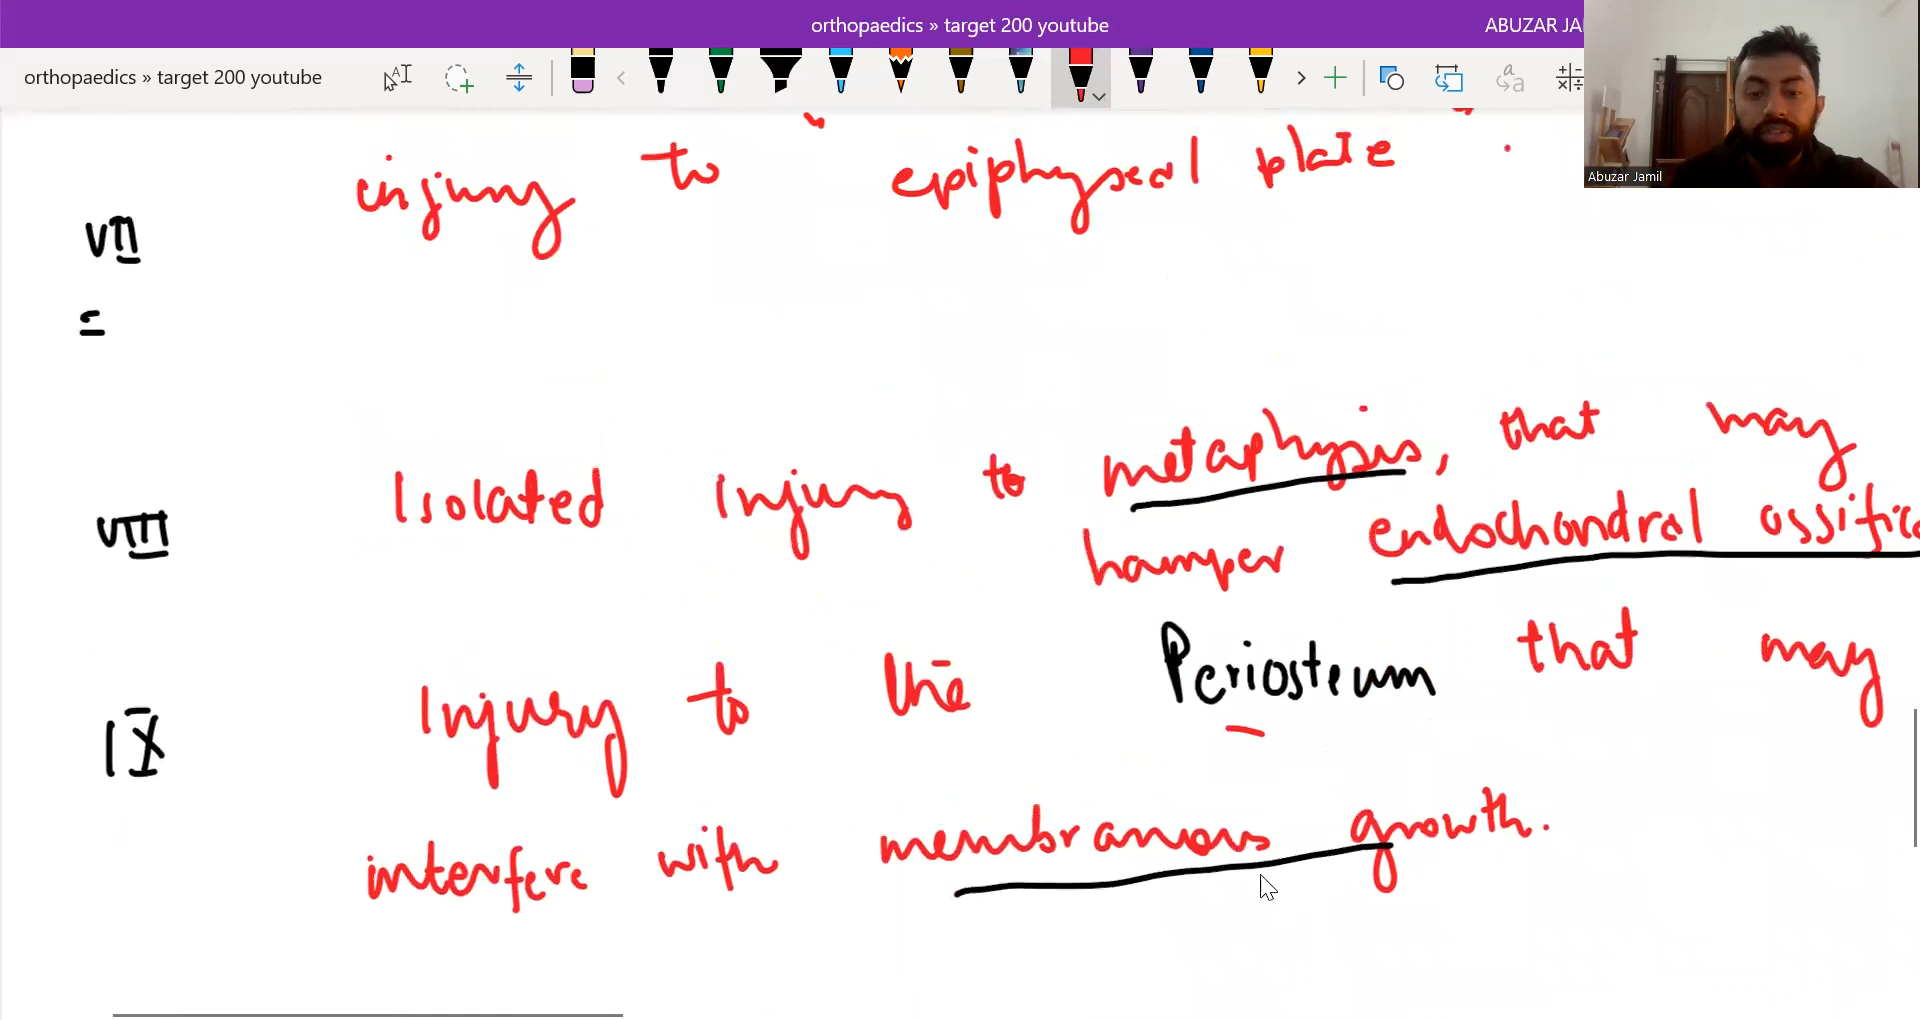 orthopaedics » target 200 youtube
ABUZAR JA
orthopaedics » target 200 youtube
Abuzar Jamil
injury to epiphyseal plate .
VII
Isolated Injury to metaphysis, that may
VIII
hamper endochondral ossific
Injury to the Periosteum that may
IX
interfere with membranous growth.